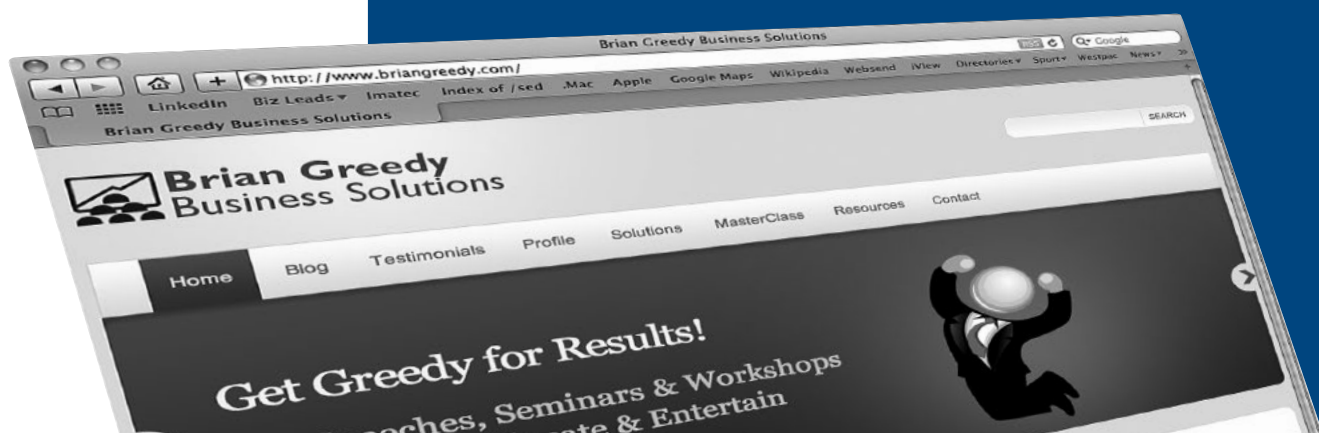 Brian Greedy Business Solutions
http://www.briangreedy.com/
Google
LinkedIn Biz Leads Imatec Index of /sed .Mac Apple Google Maps Wikipedia Websend iView Directories Sport Westpac News
Brian Greedy Business Solutions
SEARCH
Brian Greedy
Business Solutions
Home Blog Testimonials Profile Solutions MasterClass Resources Contact
Get Greedy for Results!
Seminars & Workshops
& Entertain